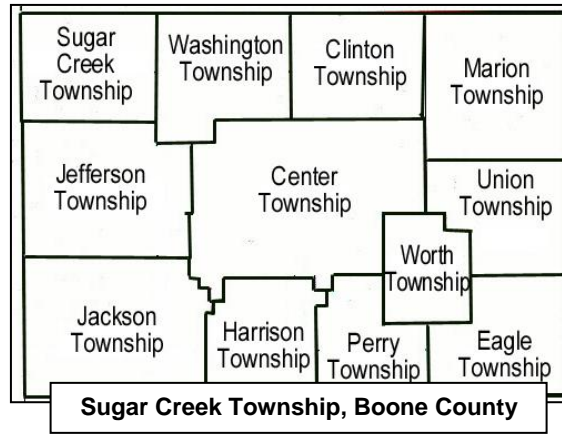 Sugar
Creek
Township
Washington
Township
Clinton
Township
Marion
Township
Jefferson
Township
Center
Township
Union
Township
Worth
Township
Jackson
Township
Harrison
Township
Perry
Township
Eagle
Township
Sugar Creek Township, Boone County